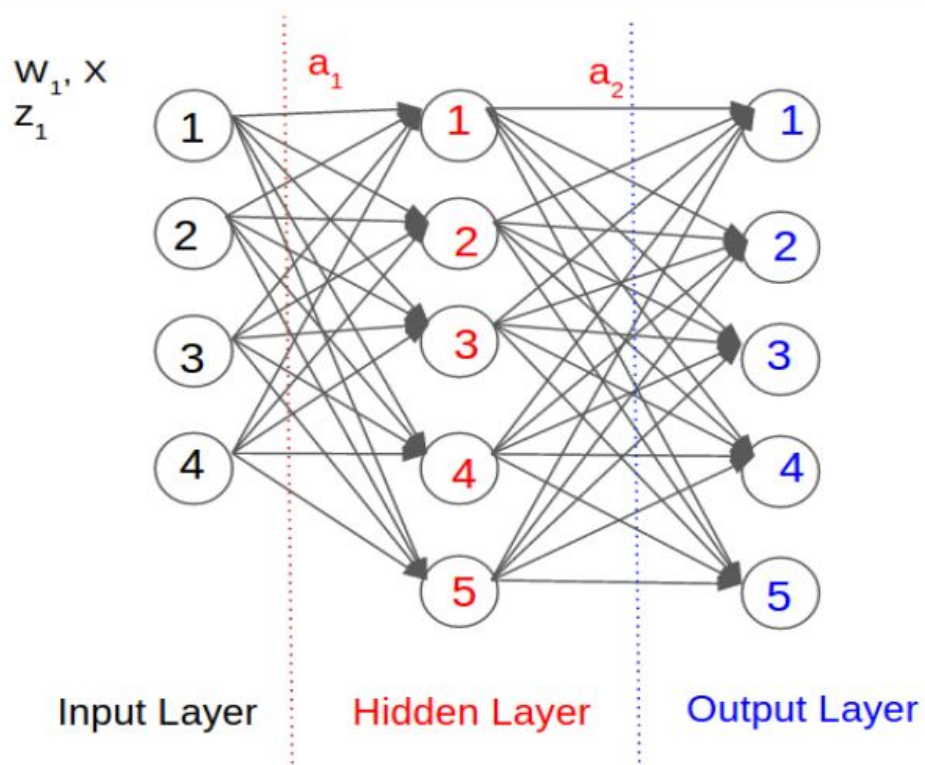 w₁, x
z₁
a₁
a₂
1
2
3
4
1
2
3
4
5
1
2
3
4
5
Input Layer
Hidden Layer
Output Layer